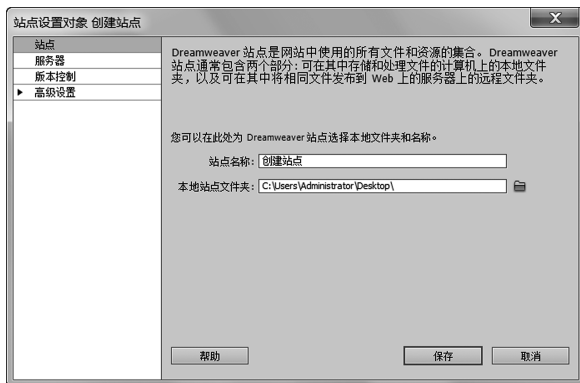 站点设置对象 创建站点
站点
服务器
版本控制
高级设置
Dreamweaver 站点是网站中使用的所有文件和资源的集合。Dreamweaver
站点通常包含两个部分：可在其中存储和处理文件的计算机上的本地文件
夹，以及可在其中将相同文件发布到 Web 上的服务器上的远程文件夹。
您可以在此处为 Dreamweaver 站点选择本地文件夹和名称。
站点名称: 创建站点
本地站点文件夹: C:\Users\Administrator\Desktop\
帮助 保存 取消